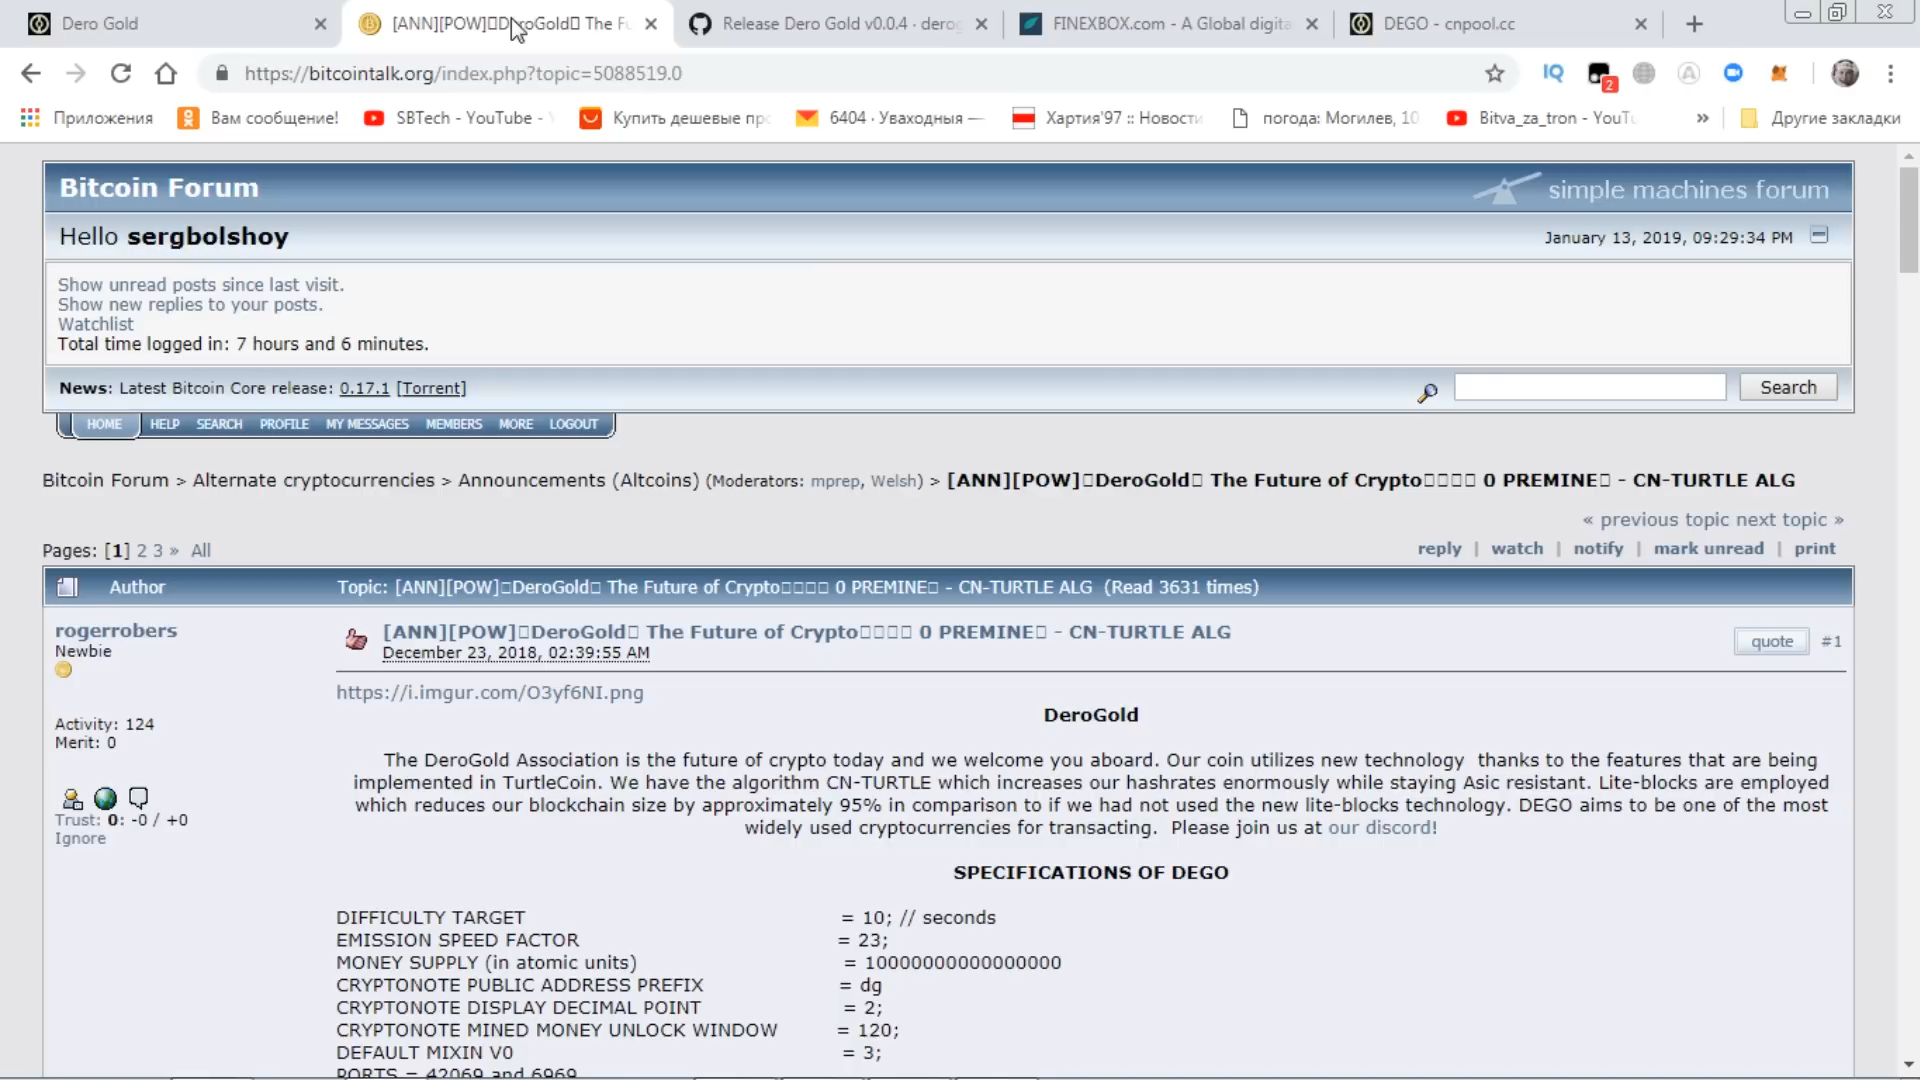 Dero Gold
[ANN][POW]□DeroGold□ The Fu
Release Dero Gold v0.0.4 · derog
FINEXBOX.com - A Global digita
DEGO - cnpool.cc
https://bitcointalk.org/index.php?topic=5088519.0
2
Приложения
Вам сообщение!
SBTech - YouTube -
Купить дешевые пр
6404 · Уваходныя —
Хартия'97 :: Новости
погода: Могилев, 10
Bitva_za_tron - YouTu
»
Другие закладки
Bitcoin Forum
simple machines forum
Hello sergbolshoy
January 13, 2019, 09:29:34 PM
Show unread posts since last visit.
Show new replies to your posts.
Watchlist
Total time logged in: 7 hours and 6 minutes.
News: Latest Bitcoin Core release: 0.17.1 [Torrent]
Search
HOME HELP SEARCH PROFILE MY MESSAGES MEMBERS MORE LOGOUT
Bitcoin Forum > Alternate cryptocurrencies > Announcements (Altcoins) (Moderators: mprep, Welsh) > [ANN][POW]□DeroGold□ The Future of Crypto□□□□ 0 PREMINE□ - CN-TURTLE ALG
« previous topic next topic »
Pages: [1] 2 3 » All
reply | watch | notify | mark unread | print
Author
Topic: [ANN][POW]□DeroGold□ The Future of Crypto□□□□ 0 PREMINE□ - CN-TURTLE ALG (Read 3631 times)
rogerrobers
Newbie
Activity: 124
Merit: 0
Trust: 0: -0 / +0
Ignore
[ANN][POW]□DeroGold□ The Future of Crypto□□□□ 0 PREMINE□ - CN-TURTLE ALG
December 23, 2018, 02:39:55 AM
quote #1
https://i.imgur.com/O3yf6NI.png
DeroGold
The DeroGold Association is the future of crypto today and we welcome you aboard. Our coin utilizes new technology thanks to the features that are being
implemented in TurtleCoin. We have the algorithm CN-TURTLE which increases our hashrates enormously while staying Asic resistant. Lite-blocks are employed
which reduces our blockchain size by approximately 95% in comparison to if we had not used the new lite-blocks technology. DEGO aims to be one of the most
widely used cryptocurrencies for transacting. Please join us at our discord!
SPECIFICATIONS OF DEGO
DIFFICULTY TARGET = 10; // seconds
EMISSION SPEED FACTOR = 23;
MONEY SUPPLY (in atomic units) = 10000000000000000
CRYPTONOTE PUBLIC ADDRESS PREFIX = dg
CRYPTONOTE DISPLAY DECIMAL POINT = 2;
CRYPTONOTE MINED MONEY UNLOCK WINDOW = 120;
DEFAULT MIXIN V0 = 3;
PORTS = 42069 and 6969